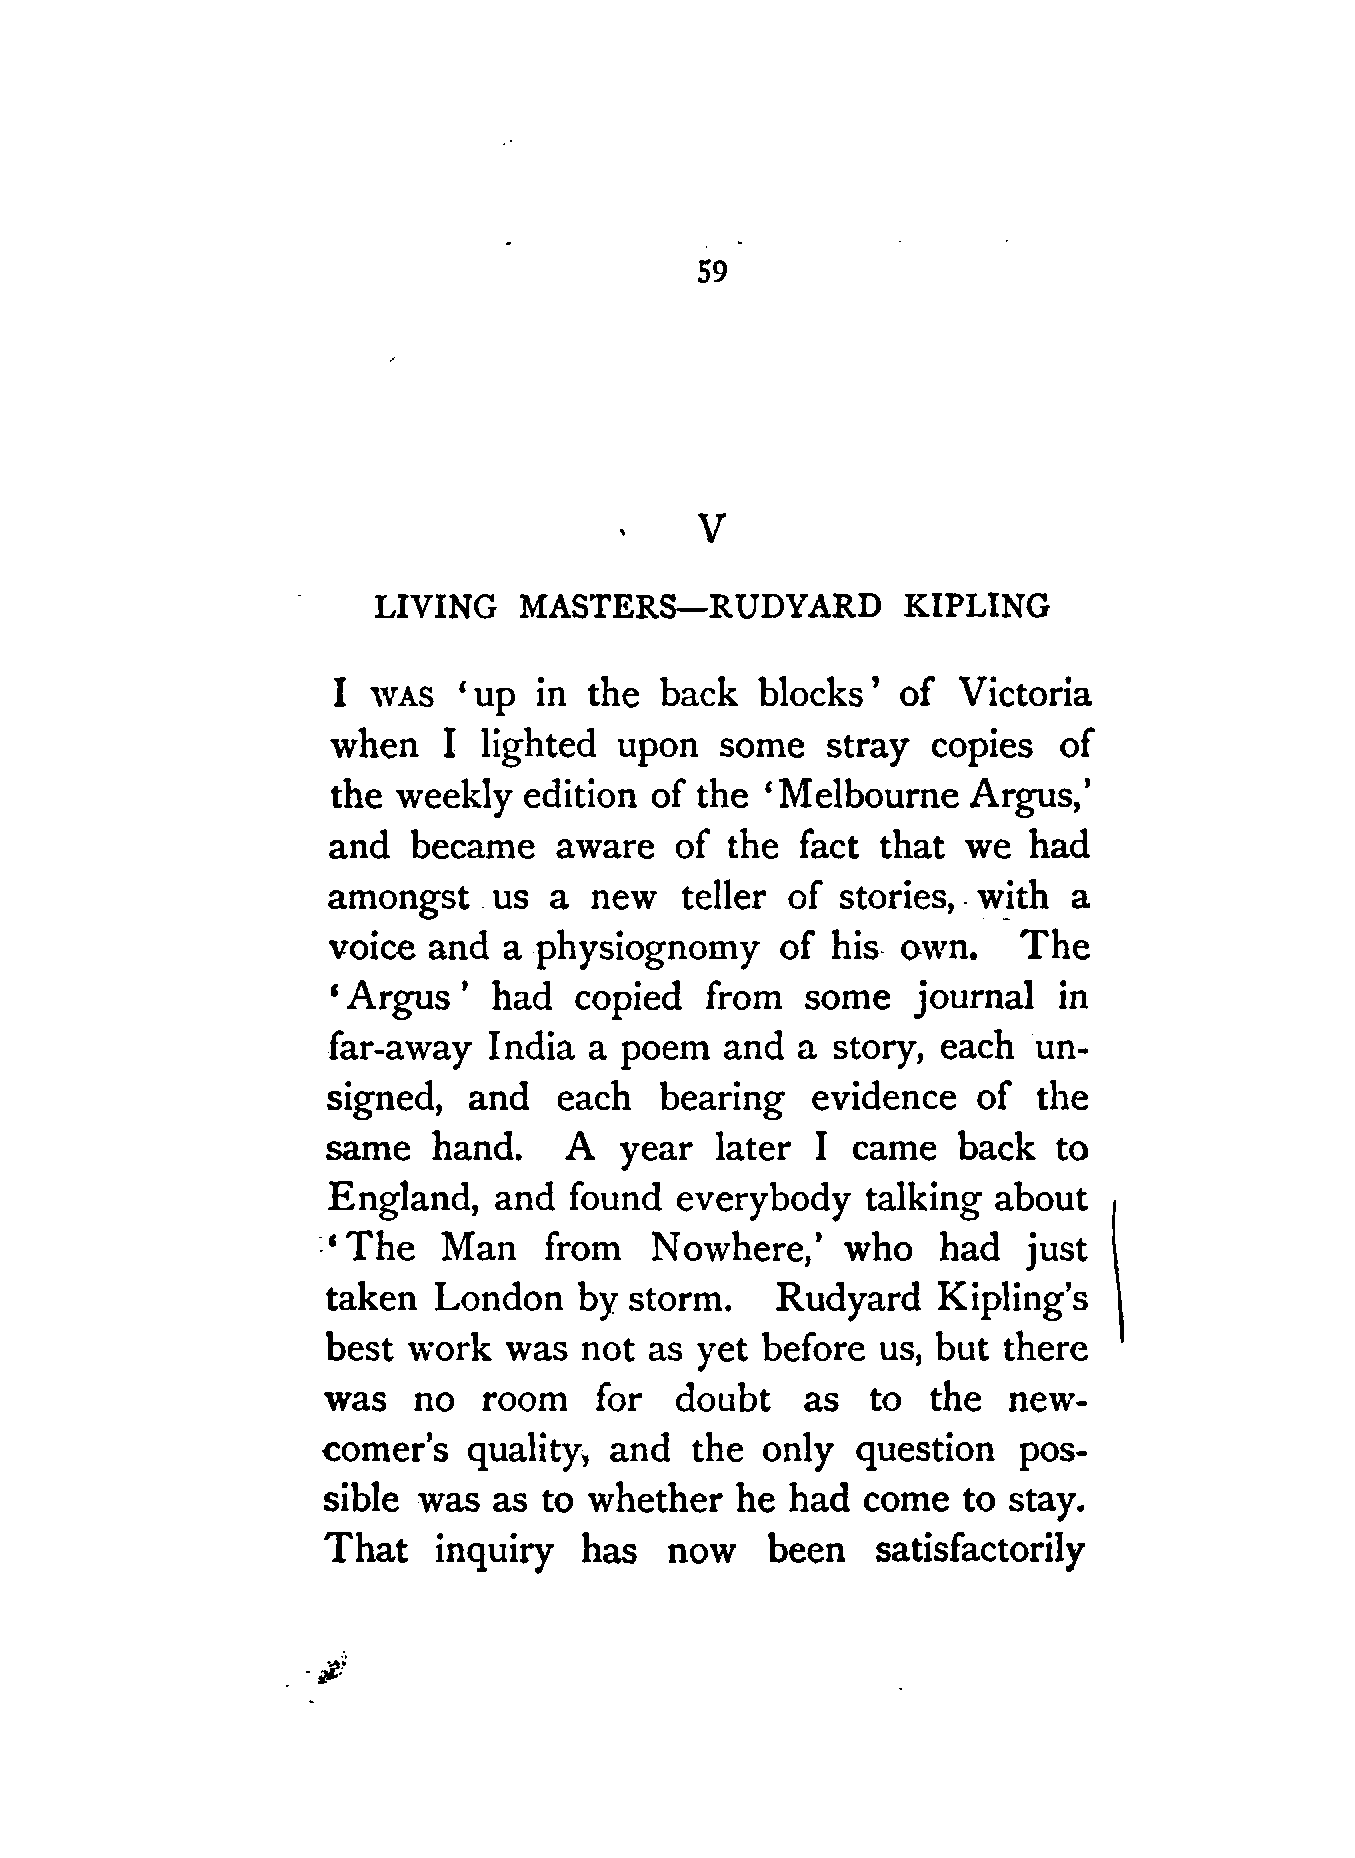 59
V
LIVING MASTERS—RUDYARD KIPLING
I WAS ‘up in the back blocks’ of Victoria
when I lighted upon some stray copies of
the weekly edition of the ‘Melbourne Argus,’
and became aware of the fact that we had
amongst us a new teller of stories, with a
voice and a physiognomy of his own. The
‘Argus’ had copied from some journal in
far-away India a poem and a story, each un-
signed, and each bearing evidence of the
same hand. A year later I came back to
England, and found everybody talking about
‘The Man from Nowhere,’ who had just
taken London by storm. Rudyard Kipling’s
best work was not as yet before us, but there
was no room for doubt as to the new-
comer’s quality, and the only question pos-
sible was as to whether he had come to stay.
That inquiry has now been satisfactorily